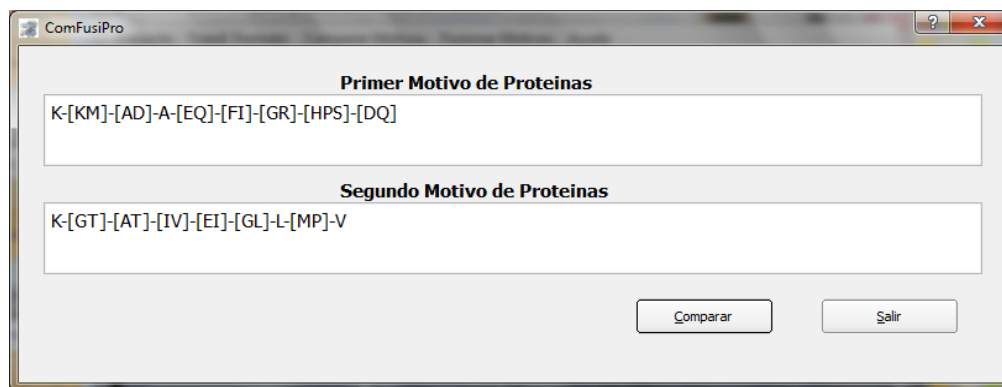 ComFusiPro
Primer Motivo de Proteinas
K-[KM]-[AD]-A-[EQ]-[FI]-[GR]-[HPS]-[DQ]
Segundo Motivo de Proteinas
K-[GT]-[AT]-[IV]-[EI]-[GL]-L-[MP]-V
Comparar Salir